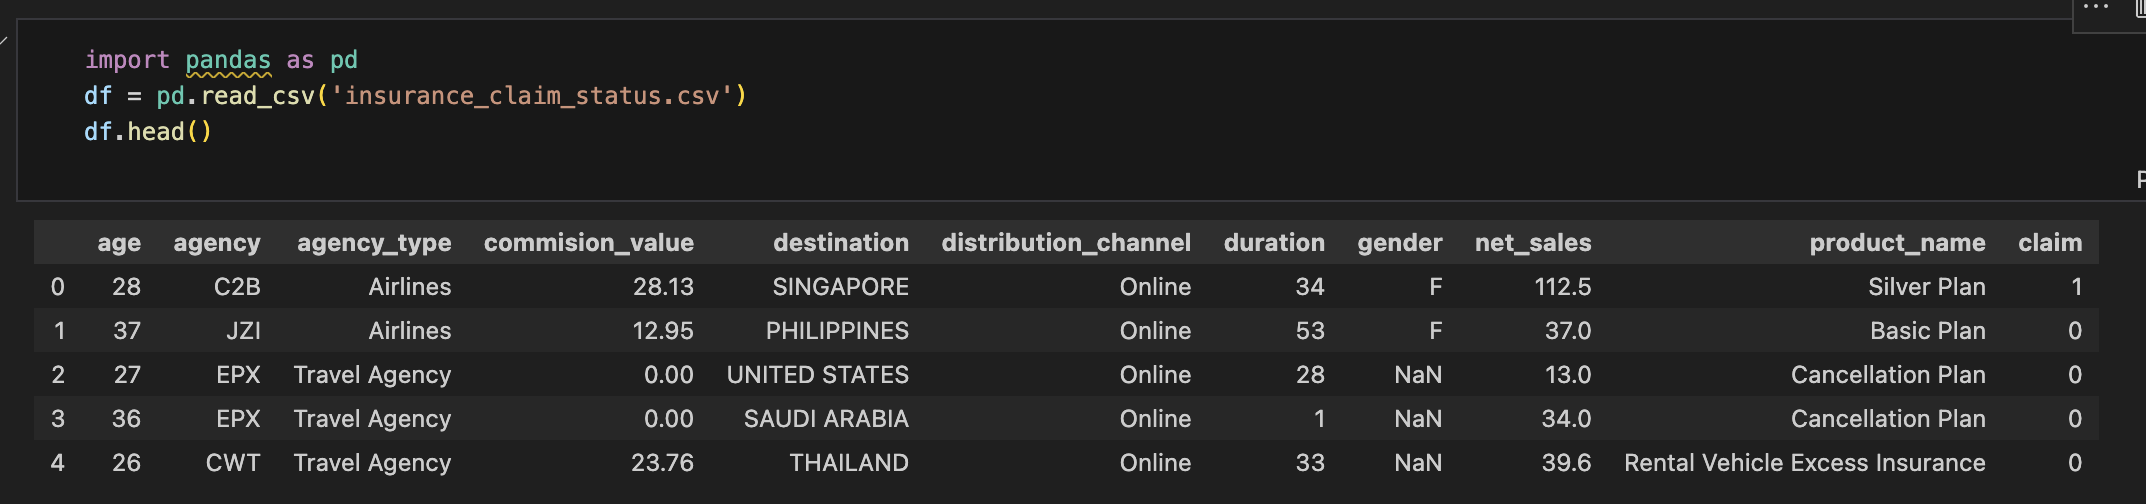 import pandas as pd
df = pd.read_csv('insurance_claim_status.csv')
df.head()
age agency agency_type commision_value destination distribution_channel duration gender net_sales product_name claim
0 28 C2B Airlines 28.13 SINGAPORE Online 34 F 112.5 Silver Plan 1
1 37 JZI Airlines 12.95 PHILIPPINES Online 53 F 37.0 Basic Plan 0
2 27 EPX Travel Agency 0.00 UNITED STATES Online 28 NaN 13.0 Cancellation Plan 0
3 36 EPX Travel Agency 0.00 SAUDI ARABIA Online 1 NaN 34.0 Cancellation Plan 0
4 26 CWT Travel Agency 23.76 THAILAND Online 33 NaN 39.6 Rental Vehicle Excess Insurance 0